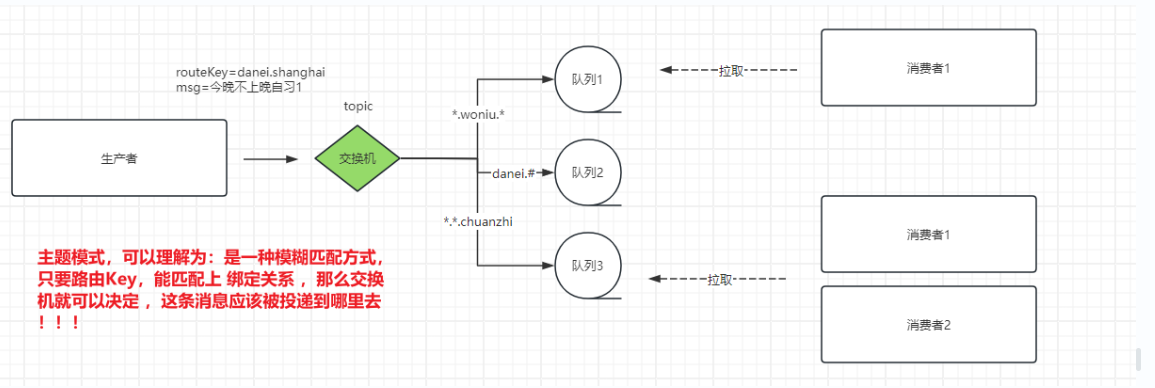 routeKey=danei.shanghai
msg=今晚不上晚自习1
topic
生产者
交换机
*.woniu.*
danei.#
*.*.chuanzhi
队列1
队列2
队列3
拉取
消费者1
拉取
消费者1
消费者2
主题模式，可以理解为：是一种模糊匹配方式，
只要路由Key，能匹配上 绑定关系 ，那么交换
机就可以决定 ，这条消息应该被投递到哪里去
！！！